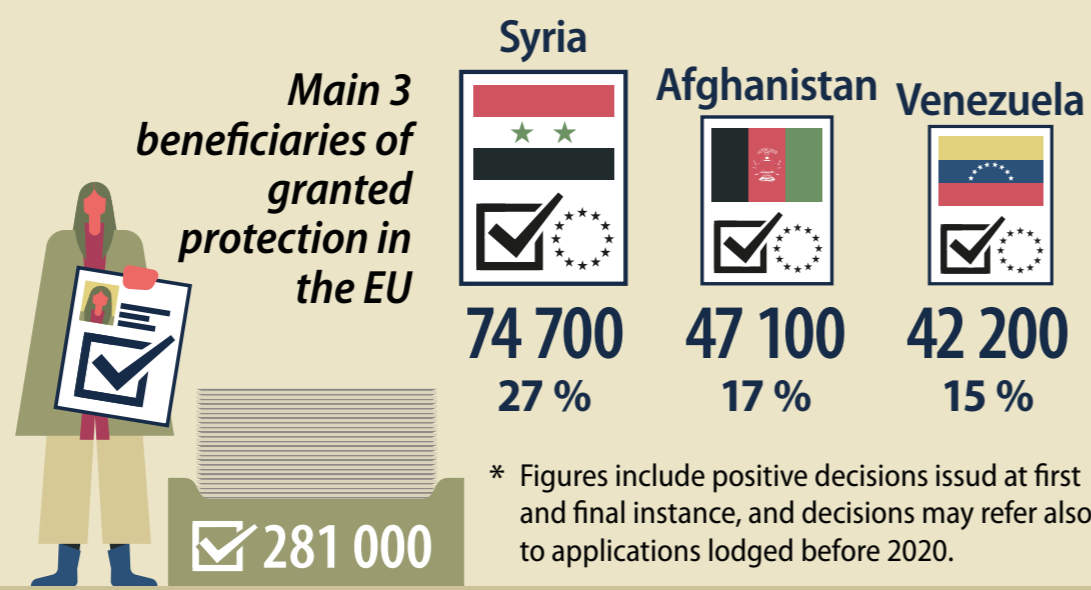 Main 3
beneficiaries of
granted
protection in
the EU
Syria
74 700
27 %
Afghanistan
47 100
17 %
Venezuela
42 200
15 %
281 000
* Figures include positive decisions issud at first
and final instance, and decisions may refer also
to applications lodged before 2020.